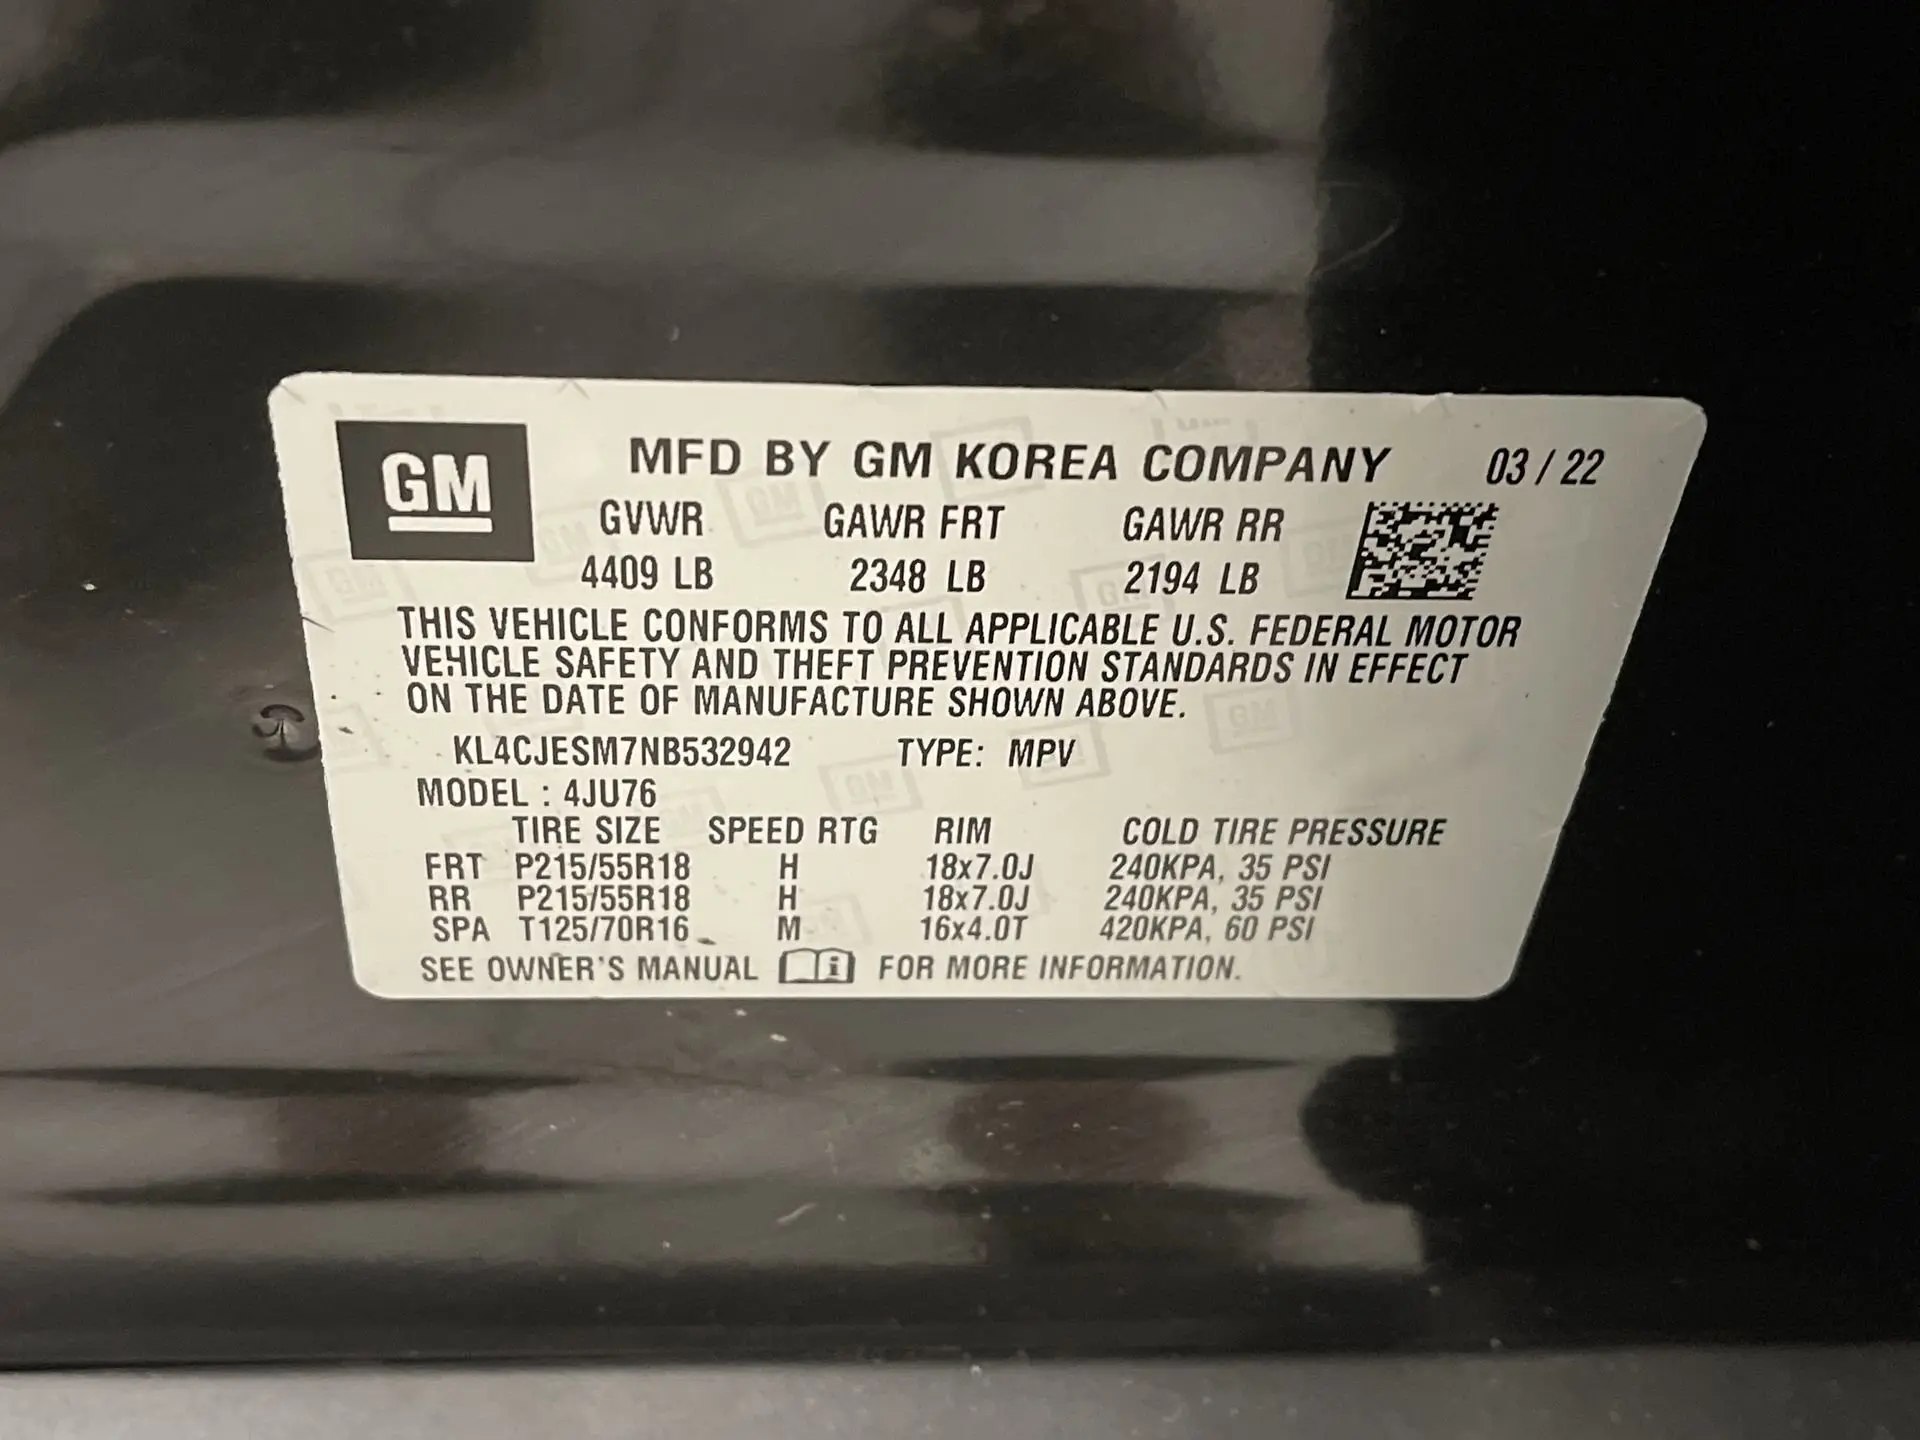 GM
MFD BY GM KOREA COMPANY 03 / 22
GVWR GAWR FRT GAWR RR
4409 LB 2348 LB 2194 LB
THIS VEHICLE CONFORMS TO ALL APPLICABLE U.S. FEDERAL MOTOR
VEHICLE SAFETY AND THEFT PREVENTION STANDARDS IN EFFECT
ON THE DATE OF MANUFACTURE SHOWN ABOVE.
KL4CJESM7NB532942 TYPE: MPV
MODEL : 4JU76
TIRE SIZE SPEED RTG RIM COLD TIRE PRESSURE
FRT P215/55R18 H 18x7.0J 240KPA, 35 PSI
RR P215/55R18 H 18x7.0J 240KPA, 35 PSI
SPA T125/70R16 M 16x4.0T 420KPA, 60 PSI
SEE OWNER'S MANUAL i FOR MORE INFORMATION.